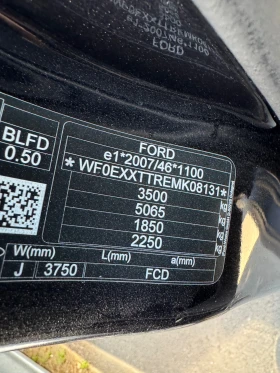 FORD
e1*2007/46*1100
BLFD
* WF0EXXTTREMK08131 *
0.50
3500
5065
1850
2250
W(mm) L(mm) a(mm)
J 3750 FCD